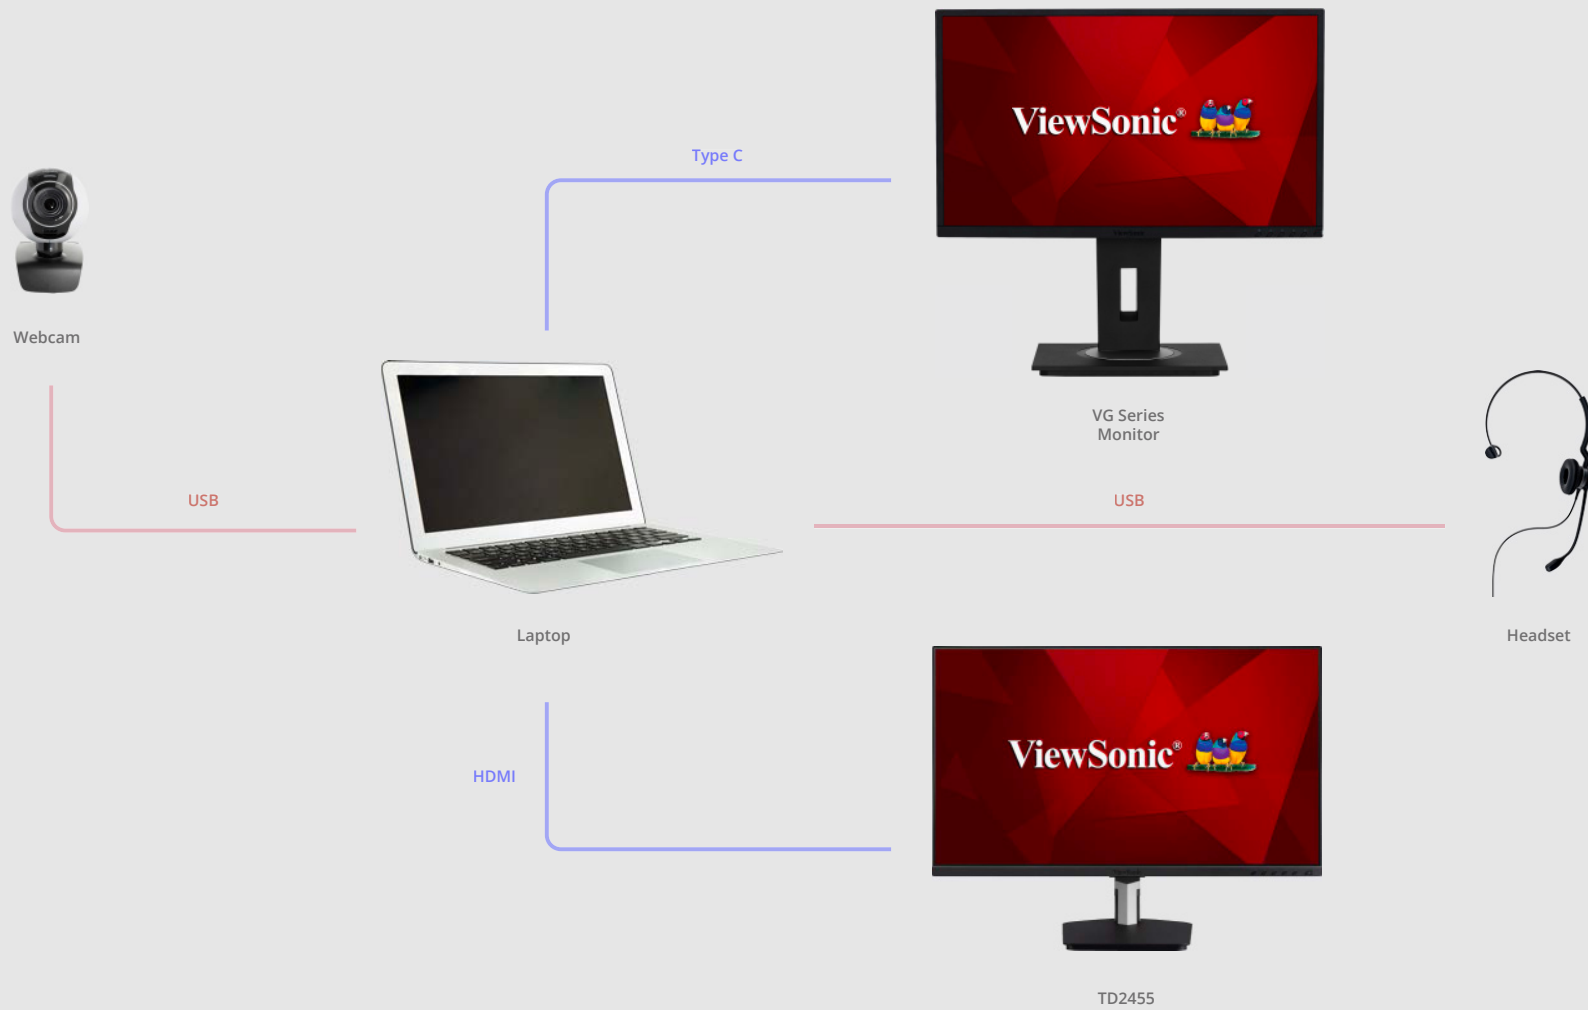 ViewSonic®
Type C
Webcam
VG Series
Monitor
USB
USB
Laptop
Headset
ViewSonic®
HDMI
TD2455